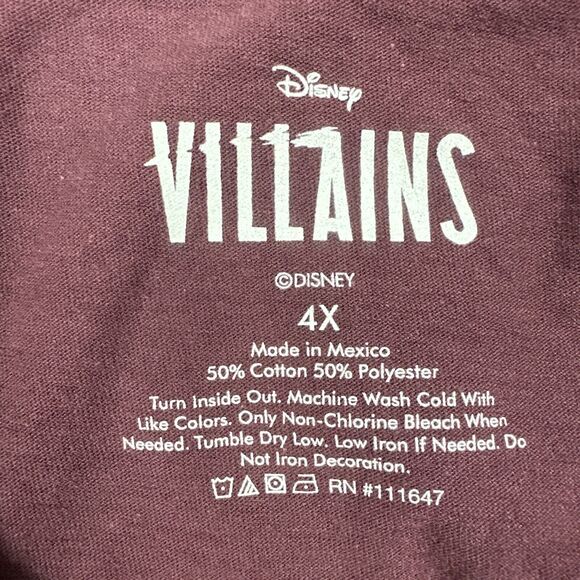 Disney
VILLAINS
©DISNEY
4X
Made in Mexico
50% Cotton 50% Polyester
Turn Inside Out. Machine Wash Cold With
Like Colors. Only Non-Chlorine Bleach When
Needed. Tumble Dry Low. Low Iron If Needed. Do
Not Iron Decoration.
RN #111647